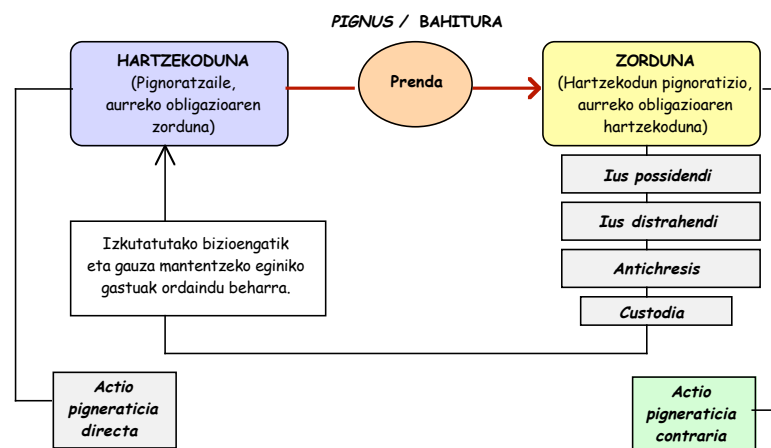 PIGNUS / BAHITURA
HARTZEKODUNA
(Pignoratzaile,
aurreko obligazioaren
zorduna)
Prenda
ZORDUNA
(Hartzekodun pignoratizio,
aurreko obligazioaren
hartzekoduna)
Ius possidendi
Ius distrahendi
Antichresis
Custodia
Izkutatutako bizioengatik
eta gauza mantentzeko eginiko
gastuak ordaindu beharra.
Actio
pigneraticia
directa
Actio
pigneraticia
contraria